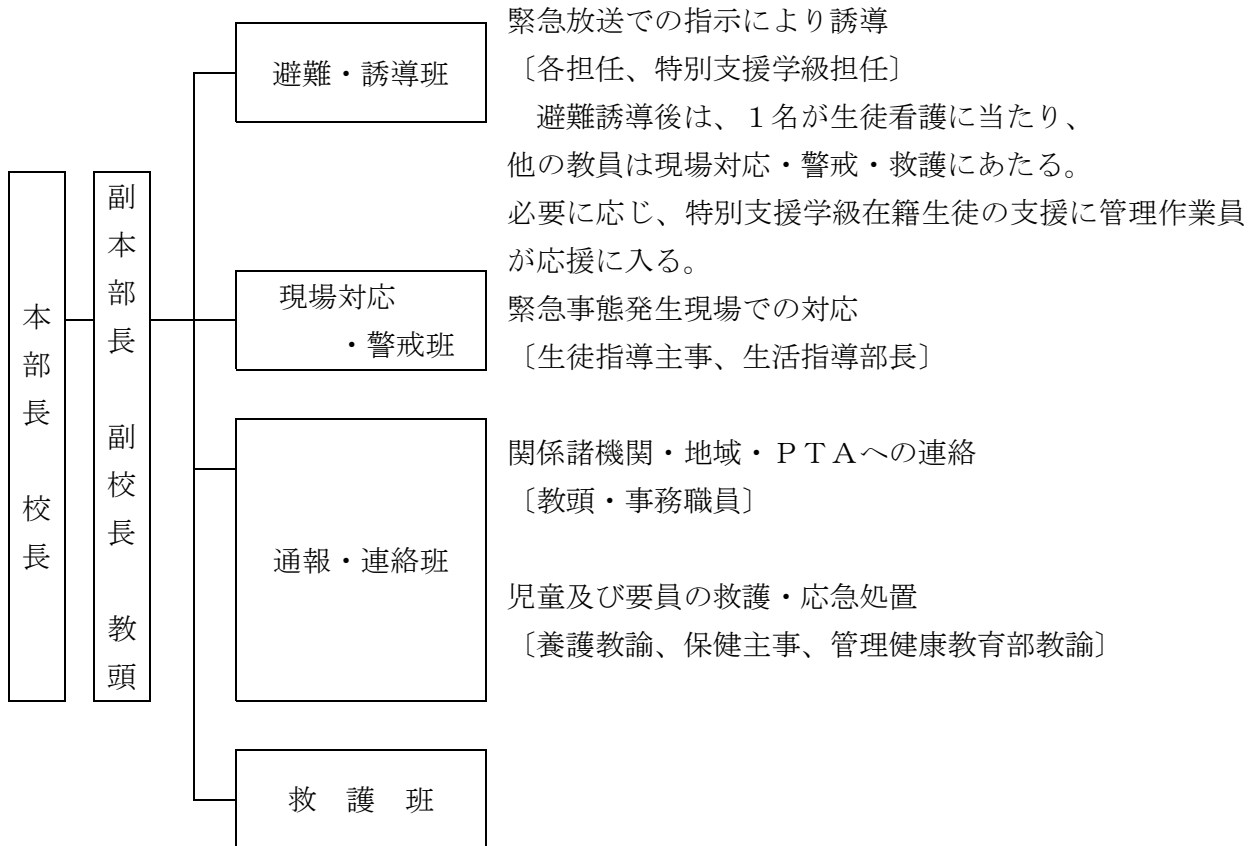 本部長　校長
副本部長　副校長　教頭
避難・誘導班
緊急放送での指示により誘導
〔各担任、特別支援学級担任〕
避難誘導後は、１名が生徒看護に当たり、
他の教員は現場対応・警戒・救護にあたる。
必要に応じ、特別支援学級在籍生徒の支援に管理作業員
が応援に入る。
現場対応
・警戒班
緊急事態発生現場での対応
〔生徒指導主事、生活指導部長〕
通報・連絡班
関係諸機関・地域・ＰＴＡへの連絡
〔教頭・事務職員〕
児童及び要員の救護・応急処置
〔養護教諭、保健主事、管理健康教育部教諭〕
救　護　班